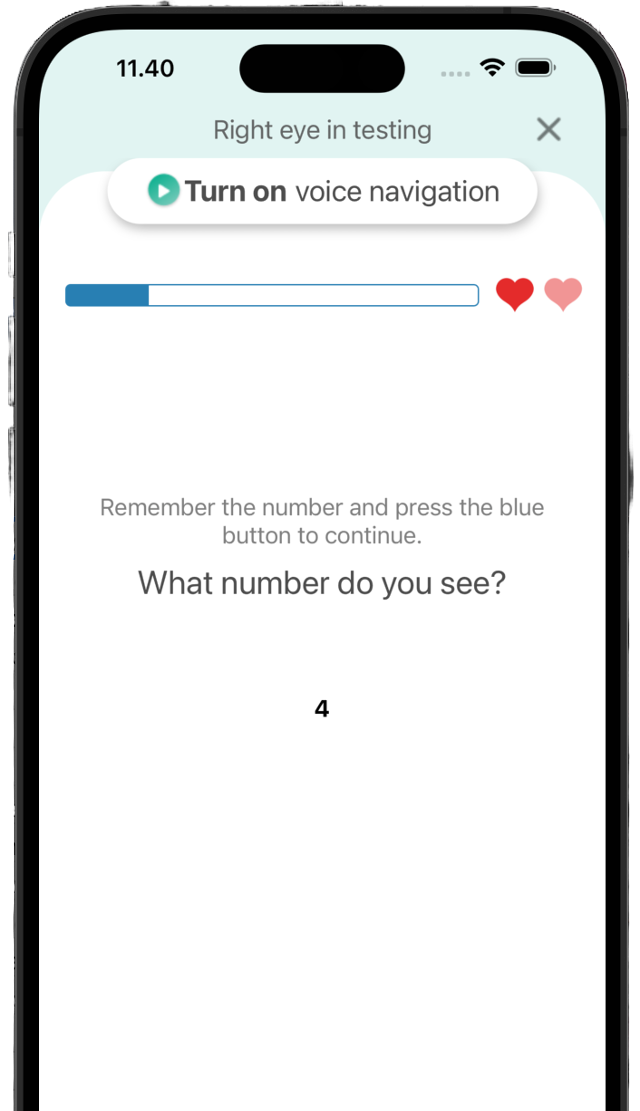 11.40
Right eye in testing
Turn on voice navigation
Remember the number and press the blue
button to continue.
What number do you see?
4